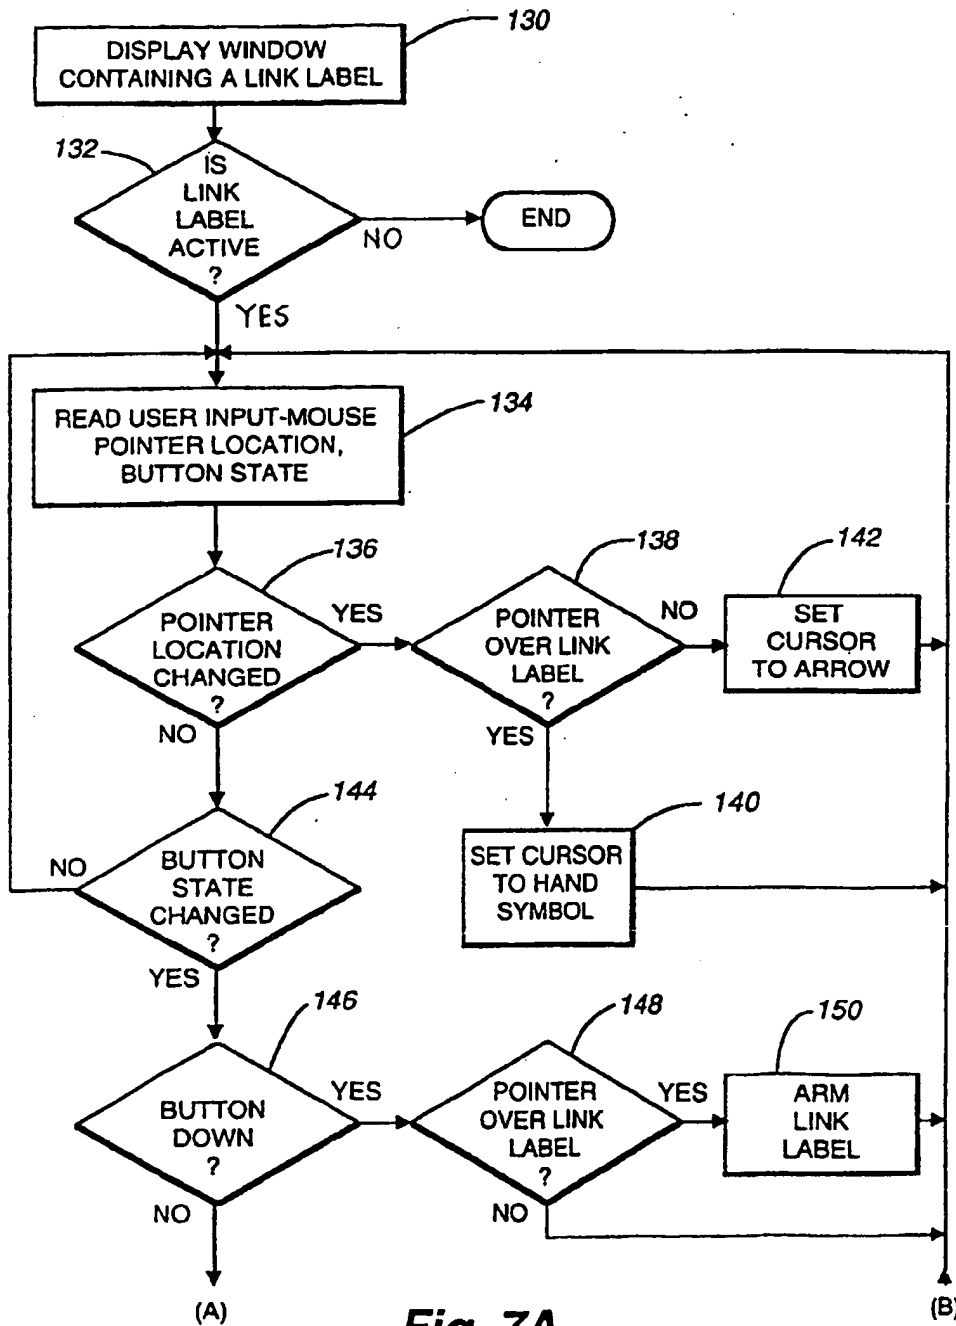 130
DISPLAY WINDOW
CONTAINING A LINK LABEL
132
IS
LINK
LABEL
ACTIVE
?
NO
END
YES
134
READ USER INPUT-MOUSE
POINTER LOCATION,
BUTTON STATE
136
POINTER
LOCATION
CHANGED
?
YES
NO
138
POINTER
OVER LINK
LABEL
?
NO
YES
142
SET
CURSOR
TO ARROW
140
SET CURSOR
TO HAND
SYMBOL
144
BUTTON
STATE
CHANGED
?
NO
YES
146
BUTTON
DOWN
?
YES
NO
148
POINTER
OVER LINK
LABEL
?
YES
NO
150
ARM
LINK
LABEL
(A)
(B)
Fig. 7A